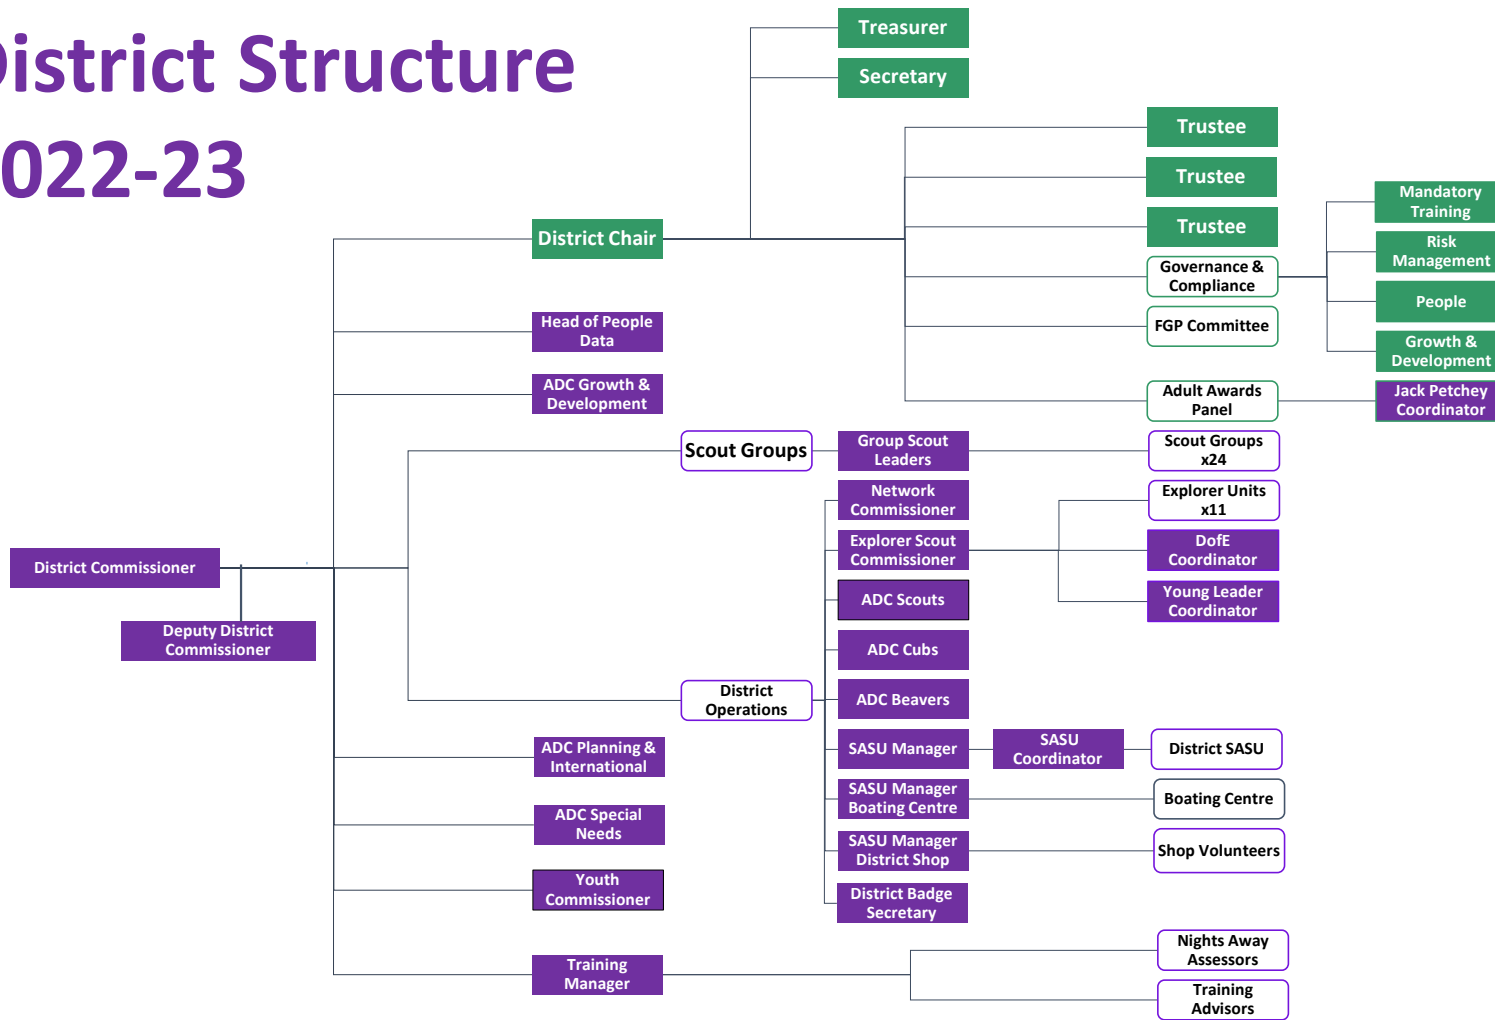 District Structure
022-23
Treasurer
Secretary
Trustee
Trustee
Trustee
District Chair
Governance &
Compliance
FGP Committee
Adult Awards
Panel
Mandatory
Training
Risk
Management
People
Growth &
Development
Jack Petchey
Coordinator
Head of People
Data
ADC Growth &
Development
Scout Groups
Group Scout
Leaders
Scout Groups
x24
Network
Commissioner
Explorer Scout
Commissioner
Explorer Units
x11
DofE
Coordinator
Young Leader
Coordinator
ADC Scouts
ADC Cubs
ADC Beavers
District Commissioner
Deputy District
Commissioner
District
Operations
SASU Manager
SASU
Coordinator
District SASU
SASU Manager
Boating Centre
Boating Centre
SASU Manager
District Shop
Shop Volunteers
District Badge
Secretary
ADC Planning &
International
ADC Special
Needs
Youth
Commissioner
Training
Manager
Nights Away
Assessors
Training
Advisors